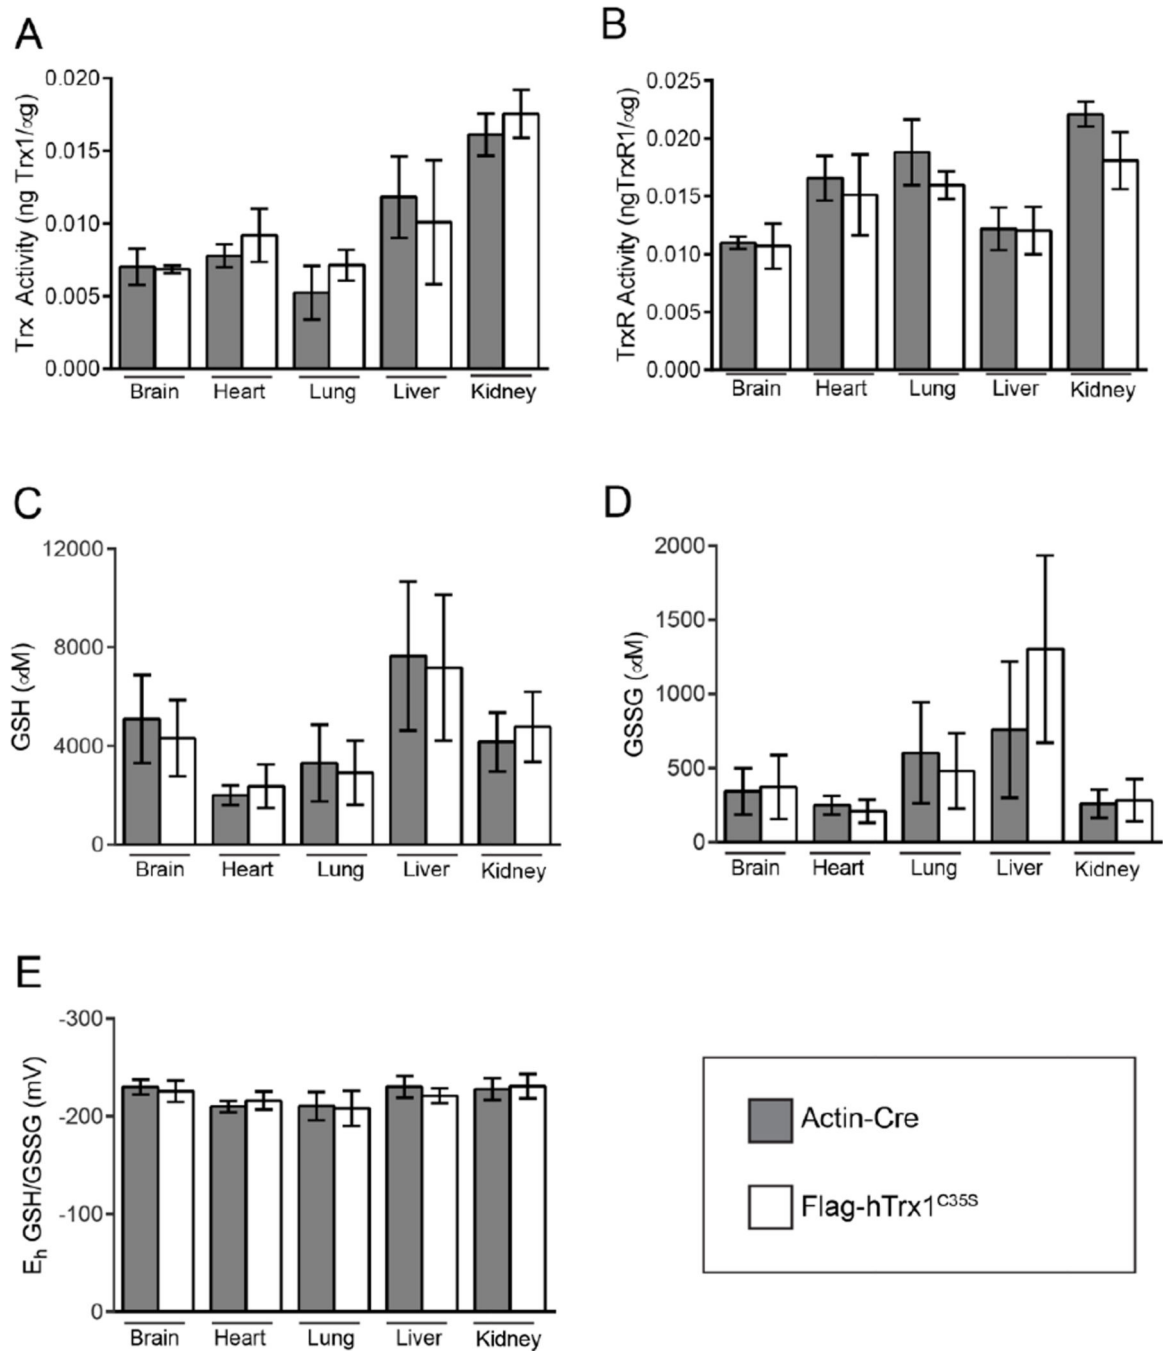 A
Trx Activity (ng Trx1/αg)
0.020
0.015
0.010
0.005
0.000
Brain Heart Lung Liver Kidney
B
TrxR Activity (ngTrxR1/αg)
0.025
0.020
0.015
0.010
0.005
0.000
Brain Heart Lung Liver Kidney
C
GSH (αM)
12000
8000
4000
0
Brain Heart Lung Liver Kidney
D
GSSG (αM)
2000
1500
1000
500
0
Brain Heart Lung Liver Kidney
E
Eh GSH/GSSG (mV)
-300
-200
-100
0
Brain Heart Lung Liver Kidney
Actin-Cre
Flag-hTrx1C35S